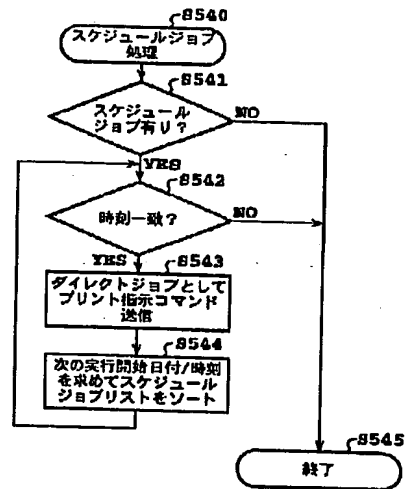 S540
スケジュールジョブ
処理
S541
スケジュール
ジョブ有り？
NO
YES
S542
時刻一致？
NO
YES
S543
ダイレクトジョブとして
プリント指示コマンド
送信
S544
次の実行開始日付/時刻
を求めてスケジュール
ジョブリストをソート
S545
終了